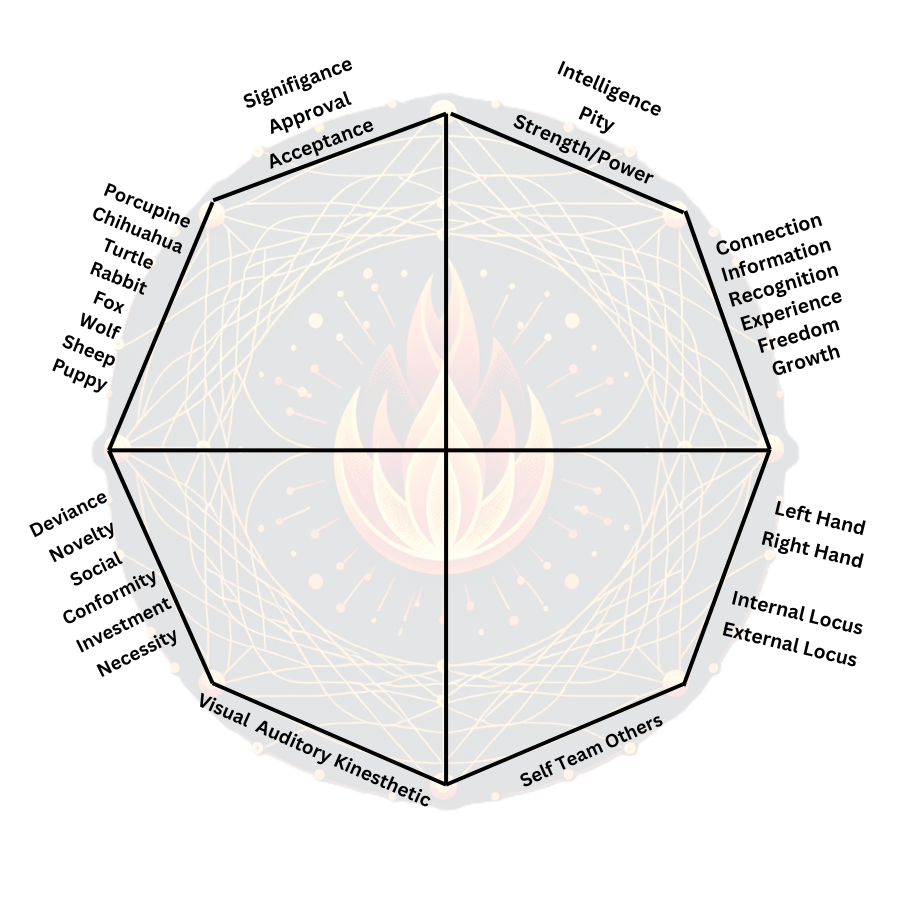 Signifigance
Approval
Acceptance
Intelligence
Pity
Strength/Power
Porcupine
Chihuahua
Turtle
Rabbit
Fox
Wolf
Sheep
Puppy
Connection
Information
Recognition
Experience
Freedom
Growth
Deviance
Novelty
Social
Conformity
Investment
Necessity
Left Hand
Right Hand
Internal Locus
External Locus
Visual Auditory Kinesthetic
Self Team Others